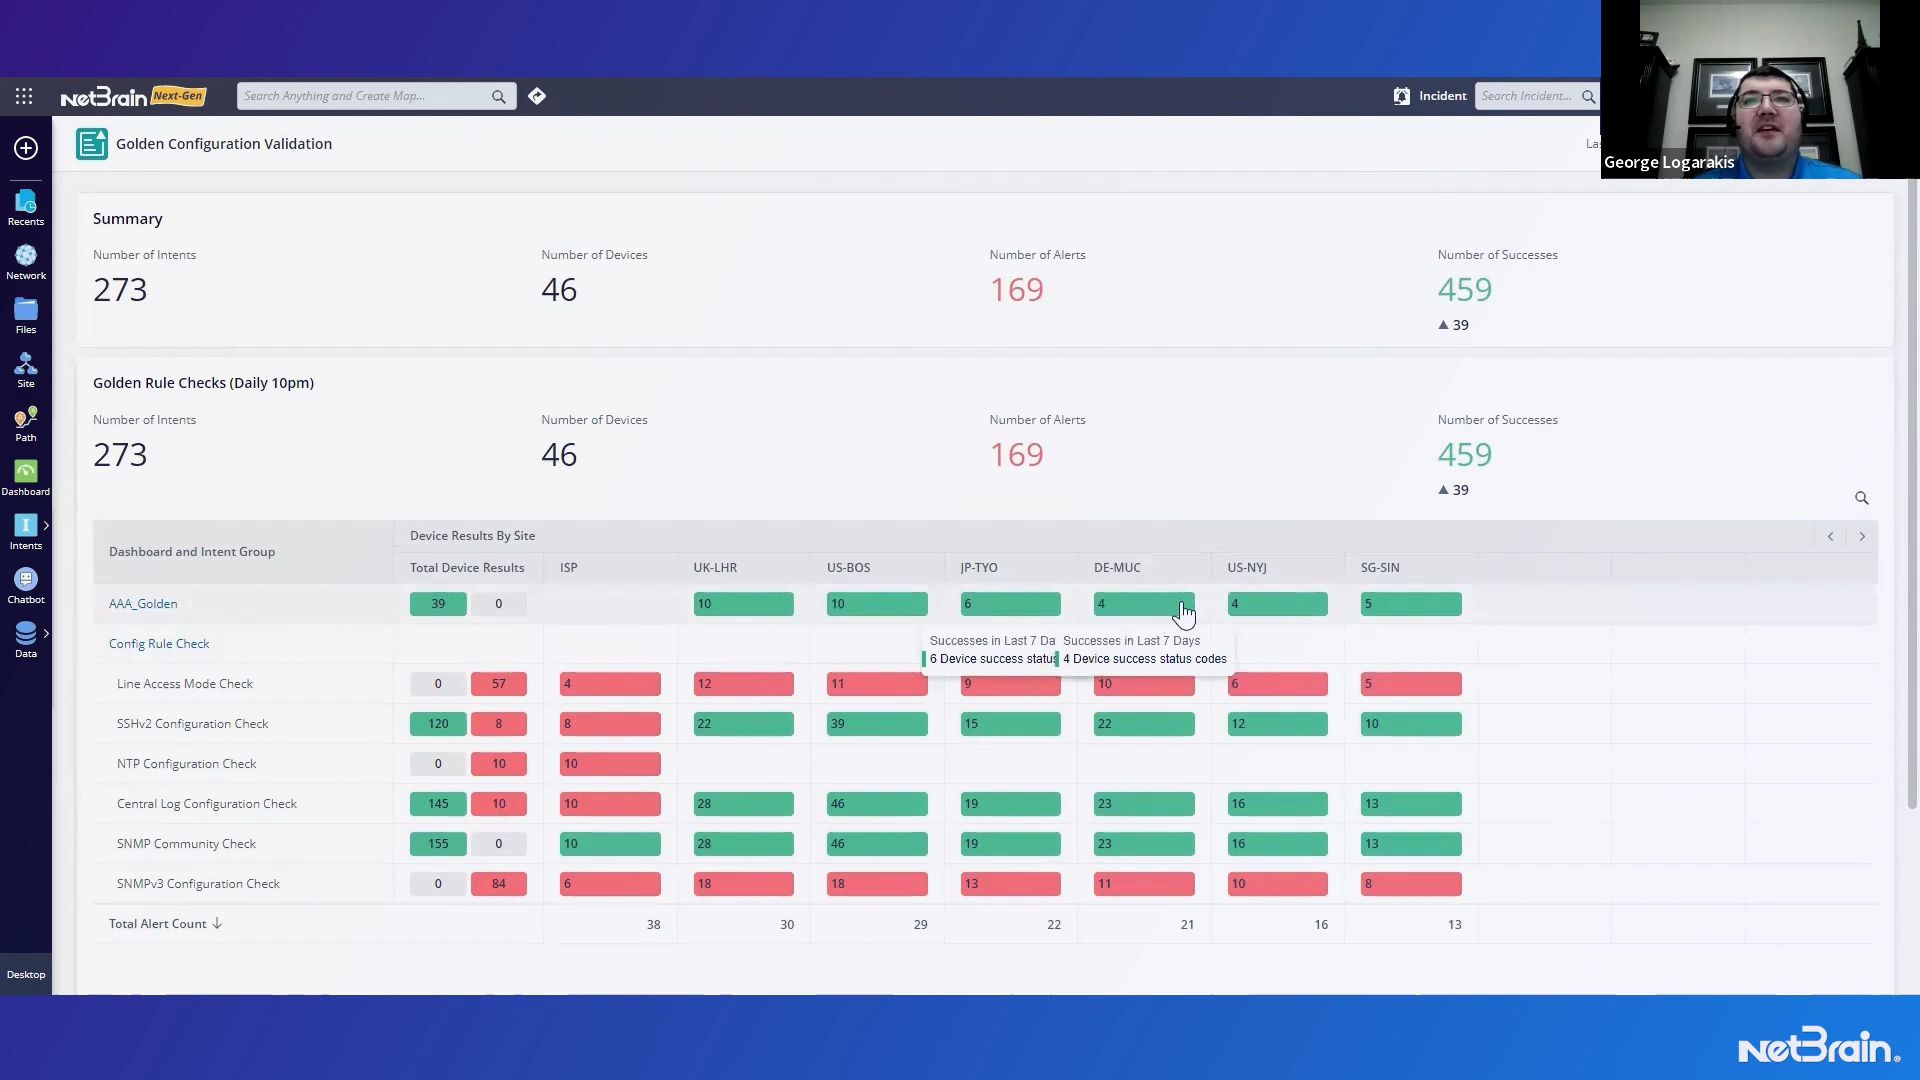 NetBrain Next-Gen
Search Anything and Create Map...
Incident
Search Incident...
George Logarakis
Golden Configuration Validation
Las
Recents
Network
Files
Site
Path
Dashboard
Intents
Chatbot
Data
Desktop
Summary
Number of Intents Number of Devices Number of Alerts Number of Successes
273 46 169 459
39
Golden Rule Checks (Daily 10pm)
Number of Intents Number of Devices Number of Alerts Number of Successes
273 46 169 459
39
Dashboard and Intent Group Device Results By Site
Total Device Results ISP UK-LHR US-BOS JP-TYO DE-MUC US-NYJ SG-SIN
AAA_Golden 39 0 10 10 6 4 4 5
Config Rule Check
Successes in Last 7 Da Successes in Last 7 Days
6 Device success status 4 Device success status codes
Line Access Mode Check 0 57 4 12 11 9 10 6 5
SSHv2 Configuration Check 120 8 8 22 39 15 22 12 10
NTP Configuration Check 0 10 10
Central Log Configuration Check 145 10 10 28 46 19 23 16 13
SNMP Community Check 155 0 10 28 46 19 23 16 13
SNMPv3 Configuration Check 0 84 6 18 18 13 11 10 8
Total Alert Count 38 30 29 22 21 16 13
NetBrain